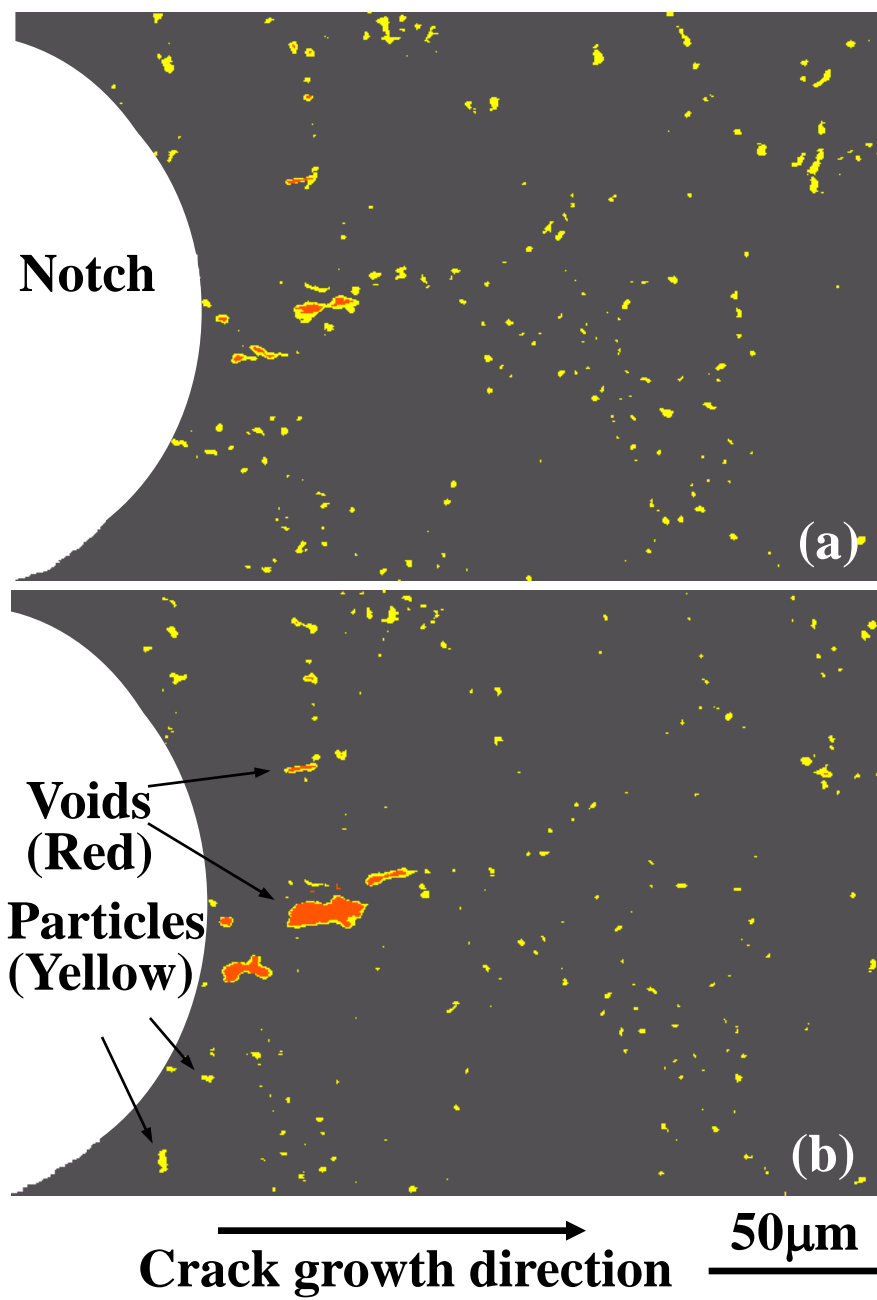 Notch
(a)
Voids
(Red)
Particles
(Yellow)
(b)
50μm
Crack growth direction